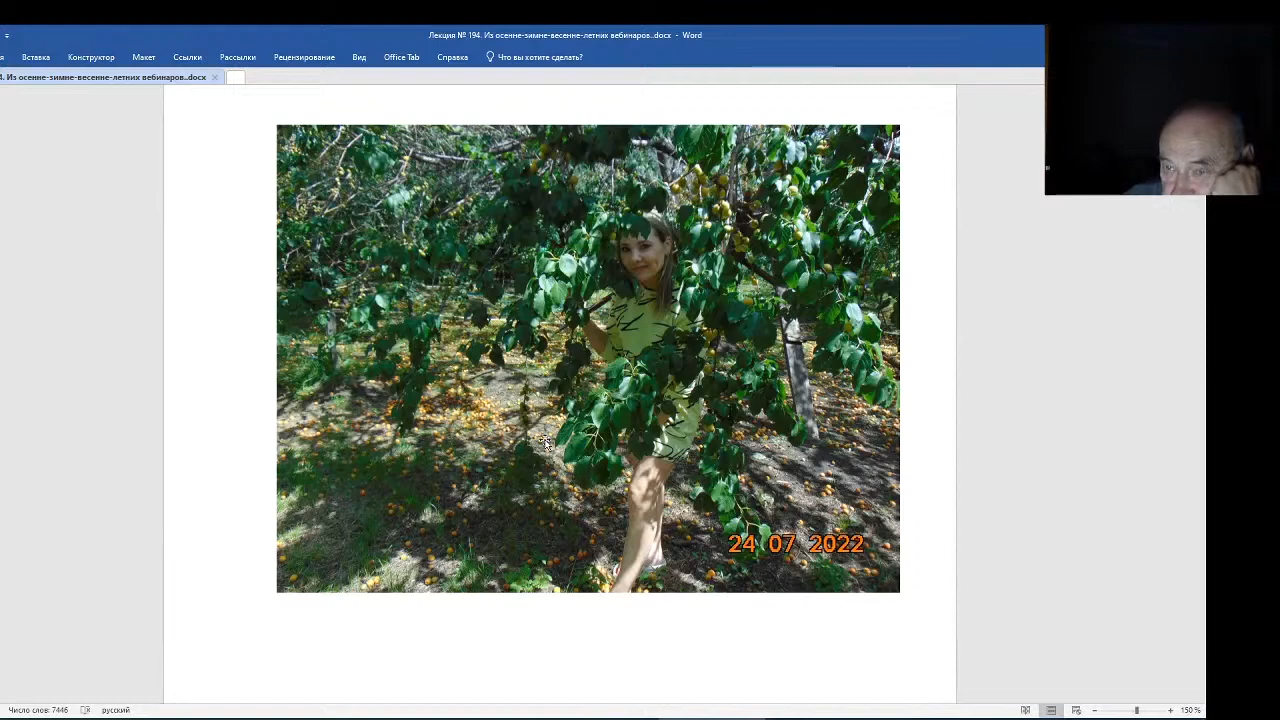 Лекция № 194. Из осенне-зимне-весенне-летних вебинаров..docx - Word
я Вставка Конструктор Макет Ссылки Рассылки Рецензирование Вид Office Tab Справка Что вы хотите сделать?
4. Из осенне-зимне-весенне-летних вебинаров..docx
24 07 2022
Число слов: 7446 русский 150 %